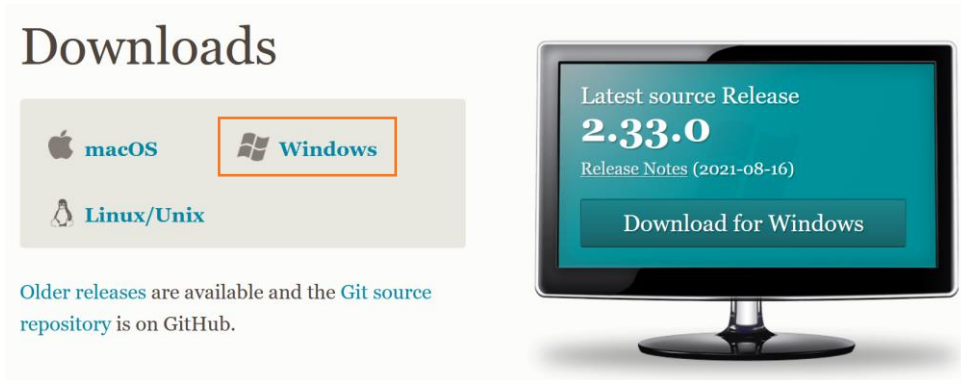 Downloads
macOS
Windows
Linux/Unix
Older releases are available and the Git source
repository is on GitHub.
Latest source Release
2.33.0
Release Notes (2021-08-16)
Download for Windows